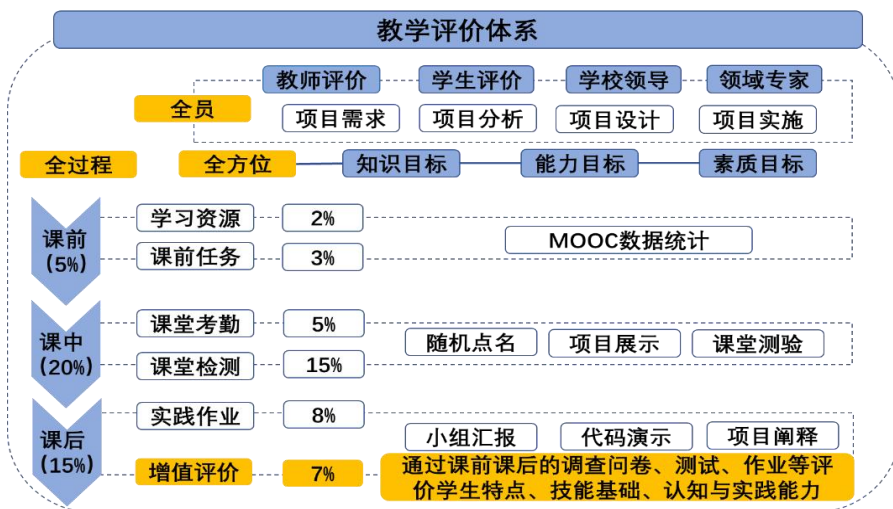 教学评价体系
教师评价 学生评价 学校领导 领域专家
全员
项目需求 项目分析 项目设计 项目实施
全过程 全方位 知识目标 能力目标 素质目标
学习资源 2%
课前
(5%)
MOOC数据统计
课前任务 3%
课堂考勤 5%
课中
(20%)
随机点名 项目展示 课堂测验
课堂检测 15%
实践作业 8%
课后
(15%)
小组汇报 代码演示 项目阐释
增值评价 7%
通过课前课后的调查问卷、测试、作业等评
价学生特点、技能基础、认知与实践能力